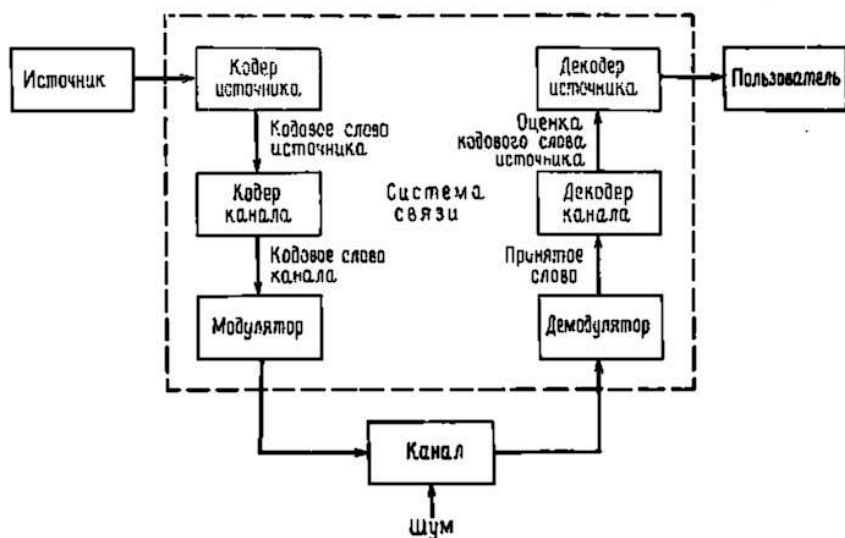 Источник
Кодер
источника
Кодовое слово
источника
Кодер
канала
Кодовое слово
канала
Модулятор
Система
связи
Канал
Шум
Демодулятор
Принятое
слово
Декодер
канала
Оценка
кодового слова
источника
Декодер
источника
Пользователь